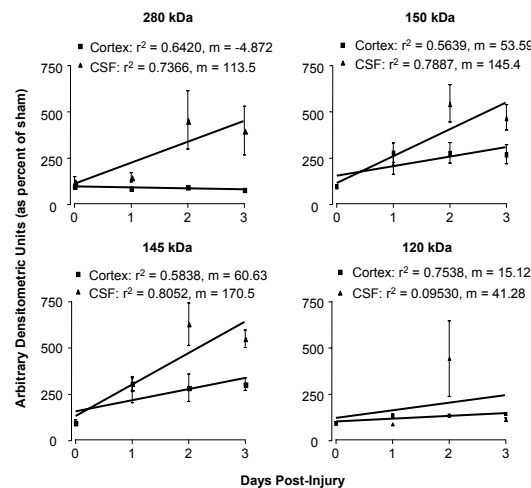 280 kDa
■ Cortex: r² = 0.6420, m = -4.872
▲ CSF: r² = 0.7366, m = 113.5
750
500
250
0
0 1 2 3
150 kDa
■ Cortex: r² = 0.5639, m = 53.59
▲ CSF: r² = 0.7887, m = 145.4
750
500
250
0
0 1 2 3
145 kDa
■ Cortex: r² = 0.5838, m = 60.63
▲ CSF: r² = 0.8052, m = 170.5
750
500
250
0
0 1 2 3
120 kDa
■ Cortex: r² = 0.7538, m = 15.12
▲ CSF: r² = 0.09530, m = 41.28
750
500
250
0
0 1 2 3
Arbitrary Densitometric Units (as percent of sham)
Days Post-Injury